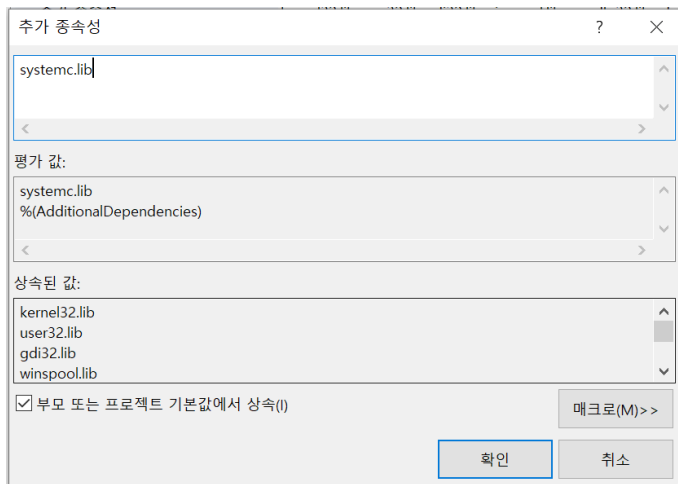 추가 종속성
?
systemc.lib
평가 값:
systemc.lib
%(AdditionalDependencies)
상속된 값:
kernel32.lib
user32.lib
gdi32.lib
winspool.lib
부모 또는 프로젝트 기본값에서 상속(I)
매크로(M)>>
확인
취소